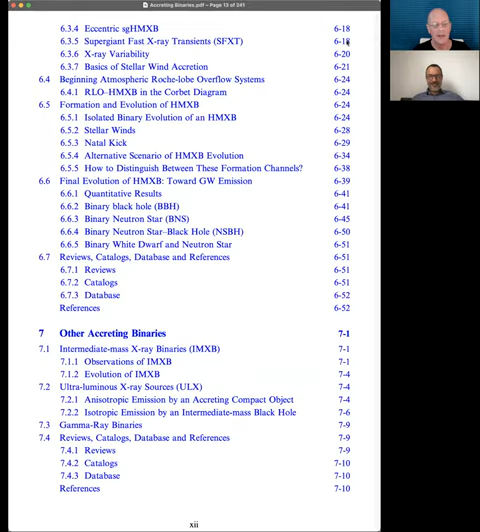 Accreting Binaries.pdf – Page 13 of 241
6.3.4 Eccentric sgHMXB 6-18
6.3.5 Supergiant Fast X-ray Transients (SFXT)
6.3.6 X-ray Variability 6-20
6.3.7 Basics of Stellar Wind Accretion 6-21
6.4 Beginning Atmospheric Roche-lobe Overflow Systems 6-24
6.4.1 RLO–HMXB in the Corbet Diagram 6-24
6.5 Formation and Evolution of HMXB 6-24
6.5.1 Isolated Binary Evolution of an HMXB 6-24
6.5.2 Stellar Winds 6-28
6.5.3 Natal Kick 6-29
6.5.4 Alternative Scenario of HMXB Evolution 6-34
6.5.5 How to Distinguish Between These Formation Channels? 6-38
6.6 Final Evolution of HMXB: Toward GW Emission 6-39
6.6.1 Quantitative Results 6-41
6.6.2 Binary black hole (BBH) 6-41
6.6.3 Binary Neutron Star (BNS) 6-45
6.6.4 Binary Neutron Star–Black Hole (NSBH) 6-50
6.6.5 Binary White Dwarf and Neutron Star 6-51
6.7 Reviews, Catalogs, Database and References 6-51
6.7.1 Reviews 6-51
6.7.2 Catalogs 6-51
6.7.3 Database 6-52
References 6-52
7 Other Accreting Binaries 7-1
7.1 Intermediate-mass X-ray Binaries (IMXB) 7-1
7.1.1 Observations of IMXB 7-1
7.1.2 Evolution of IMXB 7-4
7.2 Ultra-luminous X-ray Sources (ULX) 7-4
7.2.1 Anisotropic Emission by an Accreting Compact Object 7-4
7.2.2 Isotropic Emission by an Intermediate-mass Black Hole 7-6
7.3 Gamma-Ray Binaries 7-9
7.4 Reviews, Catalogs, Database and References 7-9
7.4.1 Reviews 7-9
7.4.2 Catalogs 7-10
7.4.3 Database 7-10
References 7-10
xii